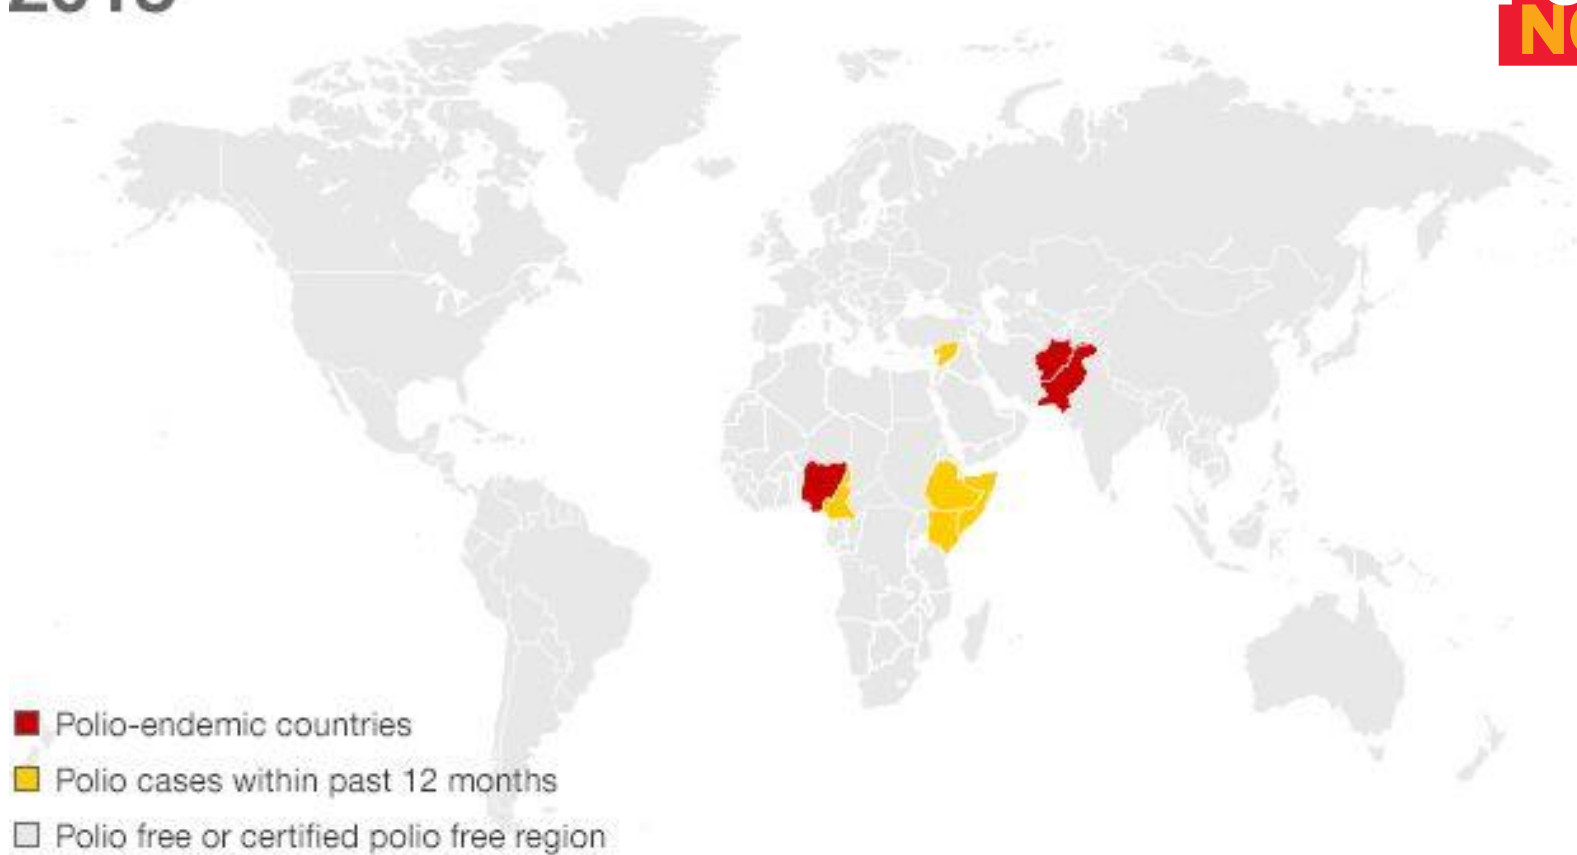 Polio-endemic countries
Polio cases within past 12 months
Polio free or certified polio free region